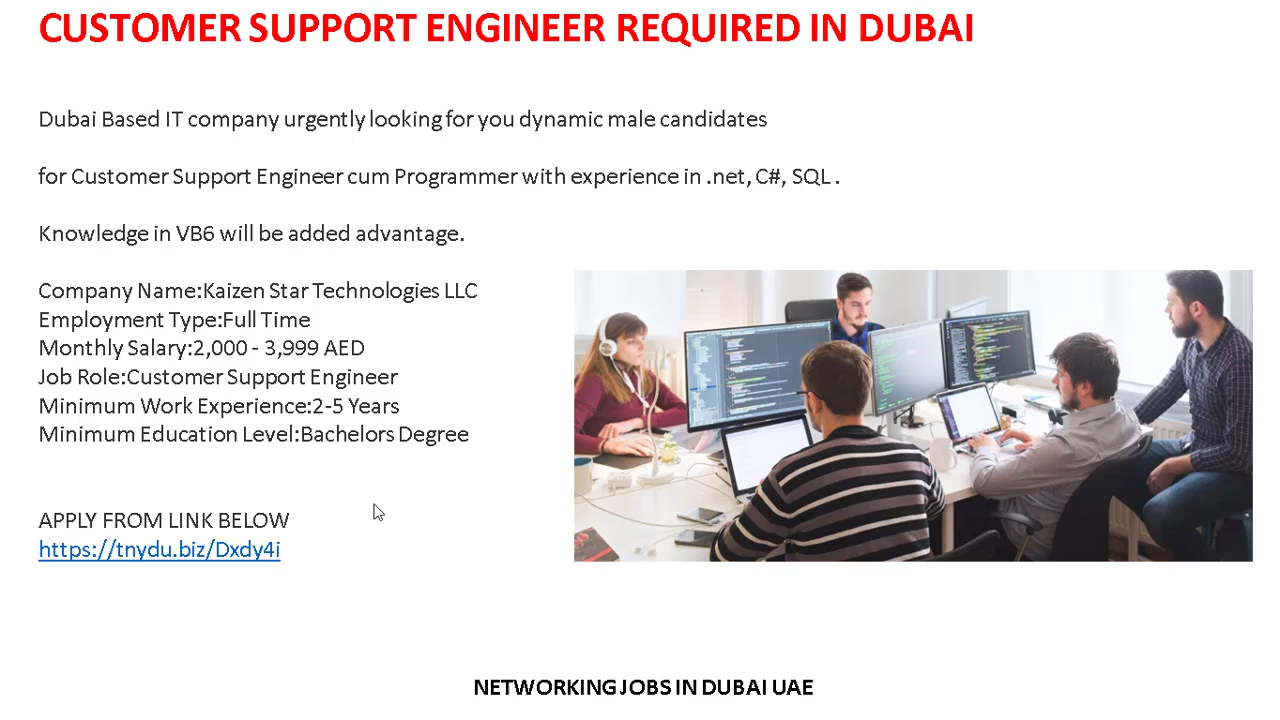 CUSTOMER SUPPORT ENGINEER REQUIRED IN DUBAI
Dubai Based IT company urgently looking for you dynamic male candidates
for Customer Support Engineer cum Programmer with experience in .net, C#, SQL .
Knowledge in VB6 will be added advantage.
Company Name:Kaizen Star Technologies LLC
Employment Type:Full Time
Monthly Salary:2,000 - 3,999 AED
Job Role:Customer Support Engineer
Minimum Work Experience:2-5 Years
Minimum Education Level:Bachelors Degree
APPLY FROM LINK BELOW
https://tnydu.biz/Dxdy4i
NETWORKING JOBS IN DUBAI UAE